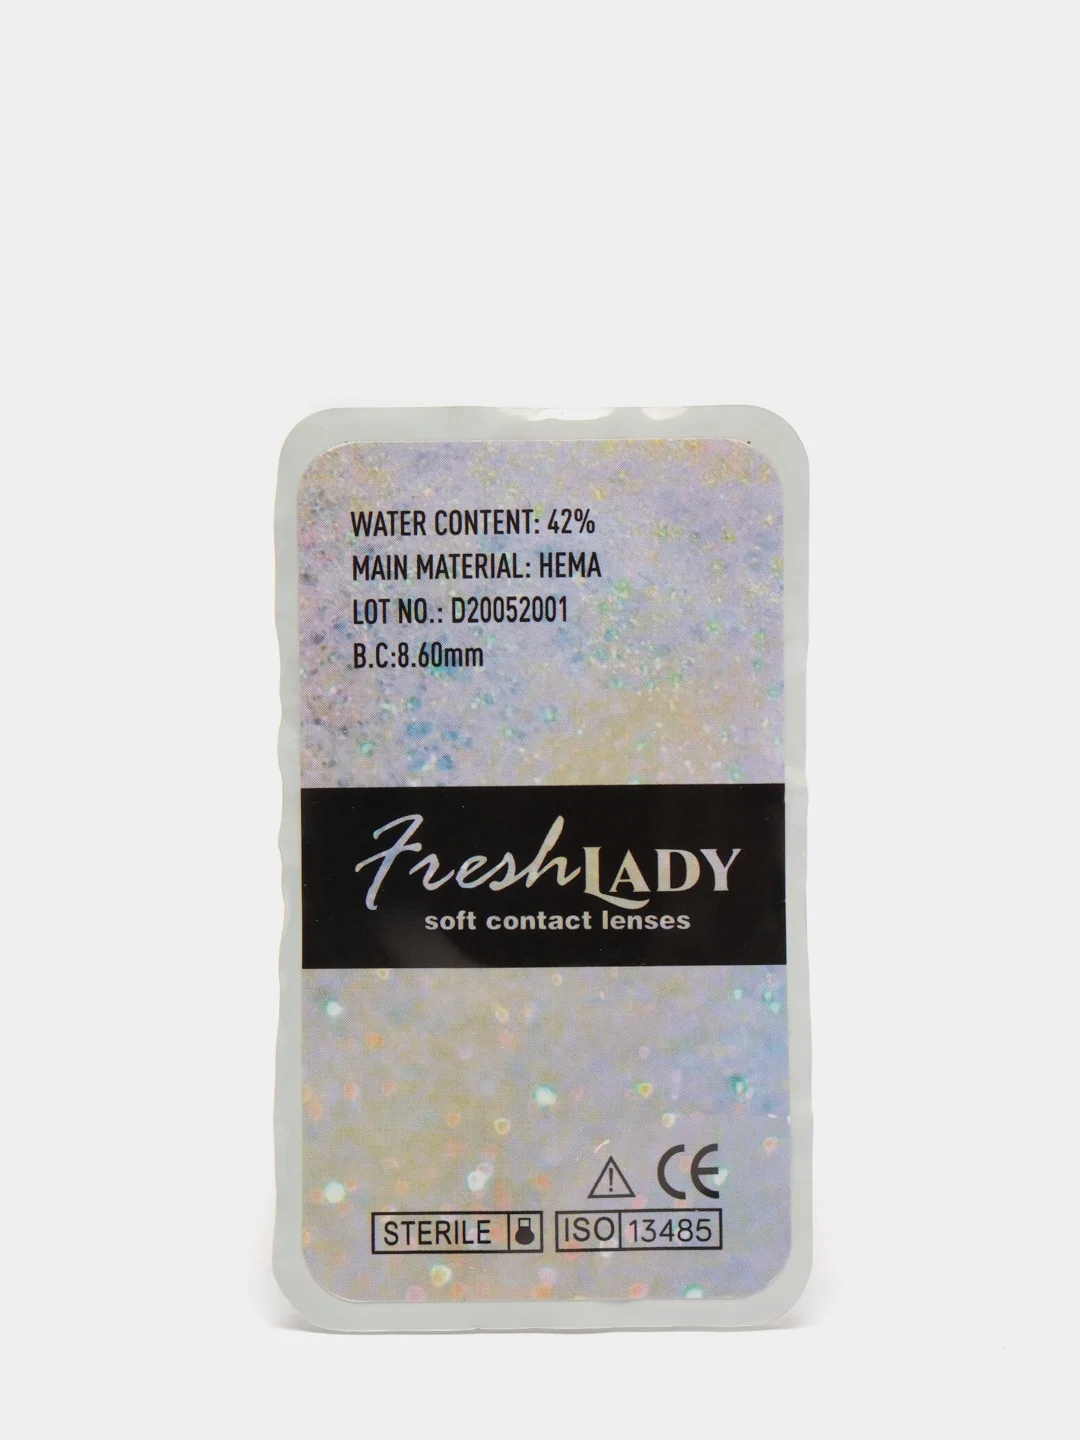 WATER CONTENT: 42%
MAIN MATERIAL: HEMA
LOT NO.: D20052001
B.C:8.60mm
FreshLADY
soft contact lenses
CE
STERILE ISO 13485